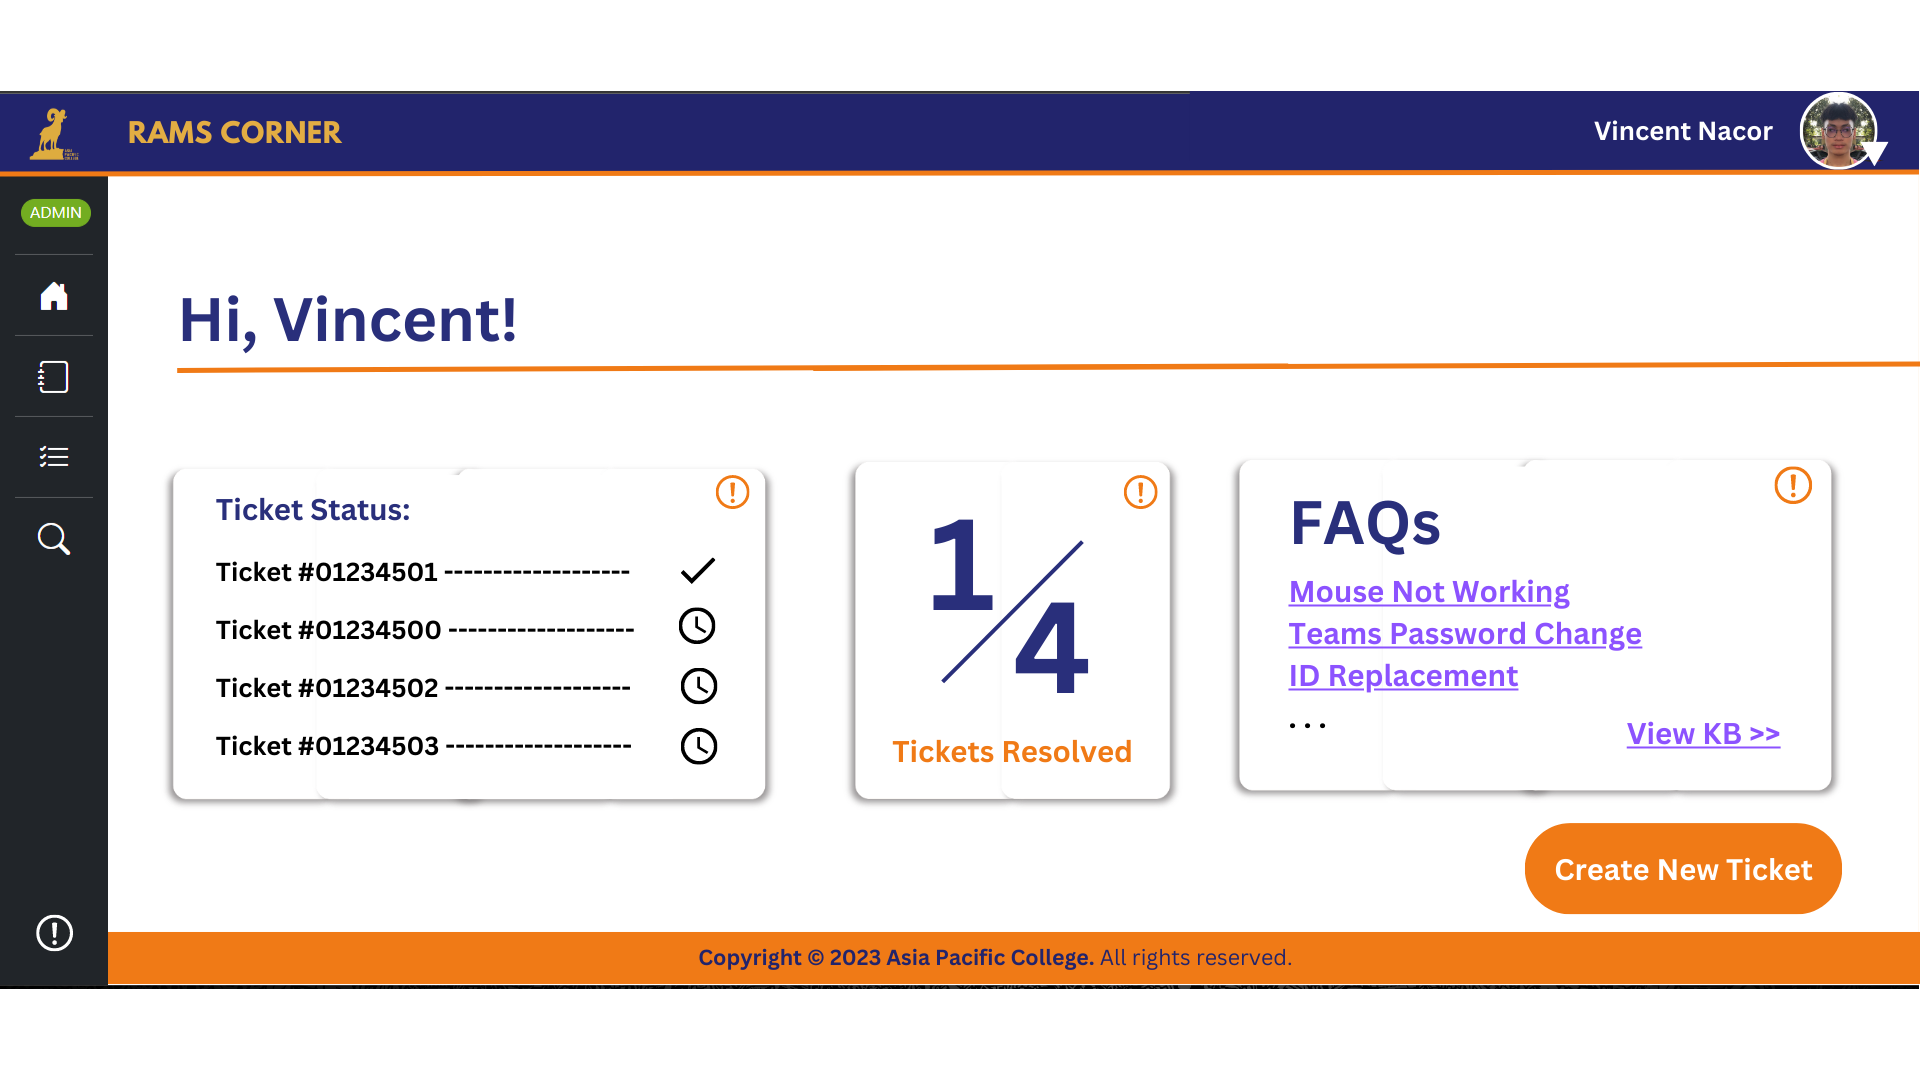 RAMS CORNER
Vincent Nacor
ADMIN
Hi, Vincent!
Ticket Status:
Ticket #01234501 -------------------
Ticket #01234500 -------------------
Ticket #01234502 -------------------
Ticket #01234503 -------------------
1/4
Tickets Resolved
FAQs
Mouse Not Working
Teams Password Change
ID Replacement
...
View KB >>
Create New Ticket
Copyright © 2023 Asia Pacific College. All rights reserved.